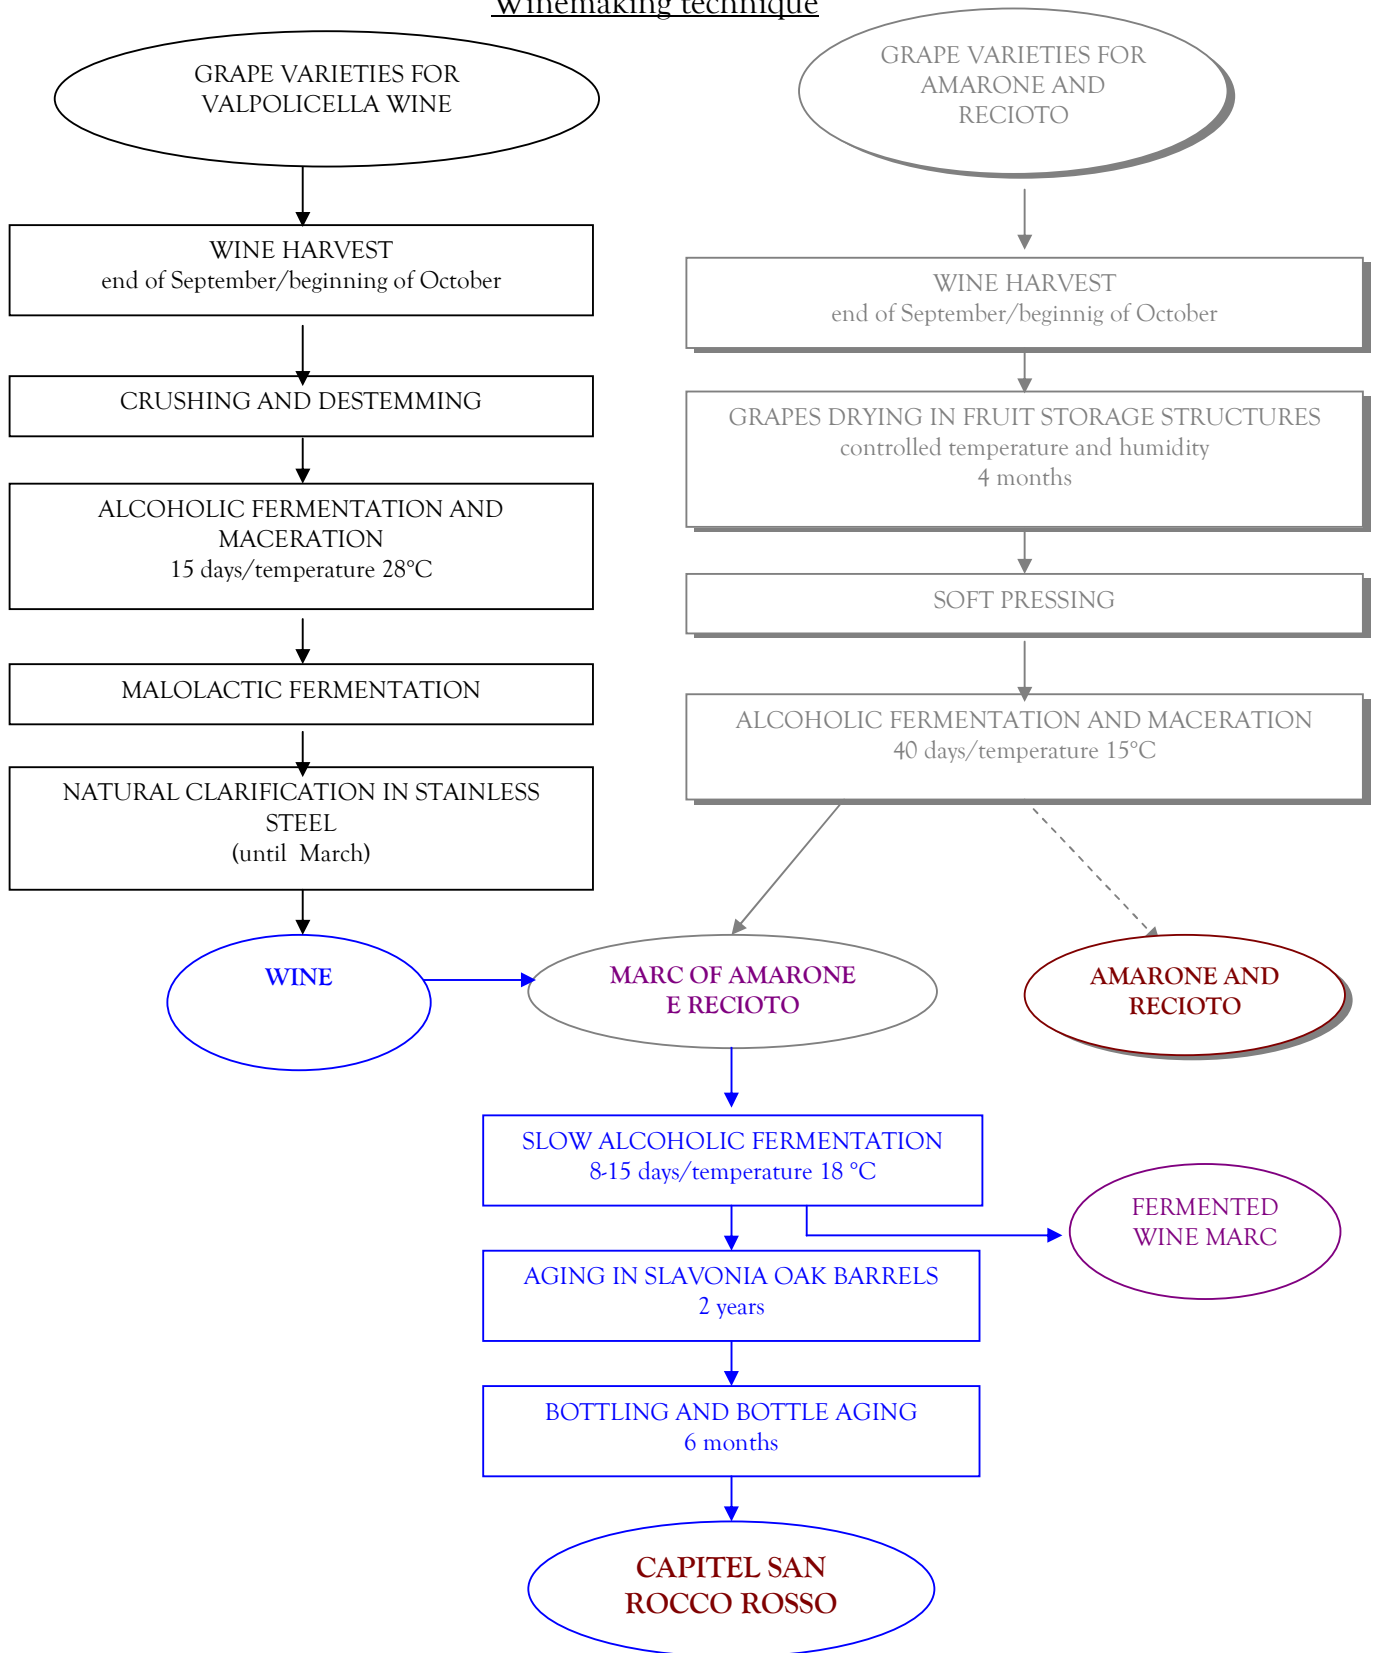 Winemaking technique
GRAPE VARIETIES FOR
VALPOLICELLA WINE
WINE HARVEST
end of September/beginning of October
CRUSHING AND DESTEMMING
ALCOHOLIC FERMENTATION AND
MACERATION
15 days/temperature 28°C
MALOLACTIC FERMENTATION
NATURAL CLARIFICATION IN STAINLESS
STEEL
(until March)
WINE
GRAPE VARIETIES FOR
AMARONE AND
RECIOTO
WINE HARVEST
end of September/beginnig of October
GRAPES DRYING IN FRUIT STORAGE STRUCTURES
controlled temperature and humidity
4 months
SOFT PRESSING
ALCOHOLIC FERMENTATION AND MACERATION
40 days/temperature 15°C
MARC OF AMARONE
E RECIOTO
AMARONE AND
RECIOTO
SLOW ALCOHOLIC FERMENTATION
8-15 days/temperature 18 °C
FERMENTED
WINE MARC
AGING IN SLAVONIA OAK BARRELS
2 years
BOTTLING AND BOTTLE AGING
6 months
CAPITEL SAN
ROCCO ROSSO